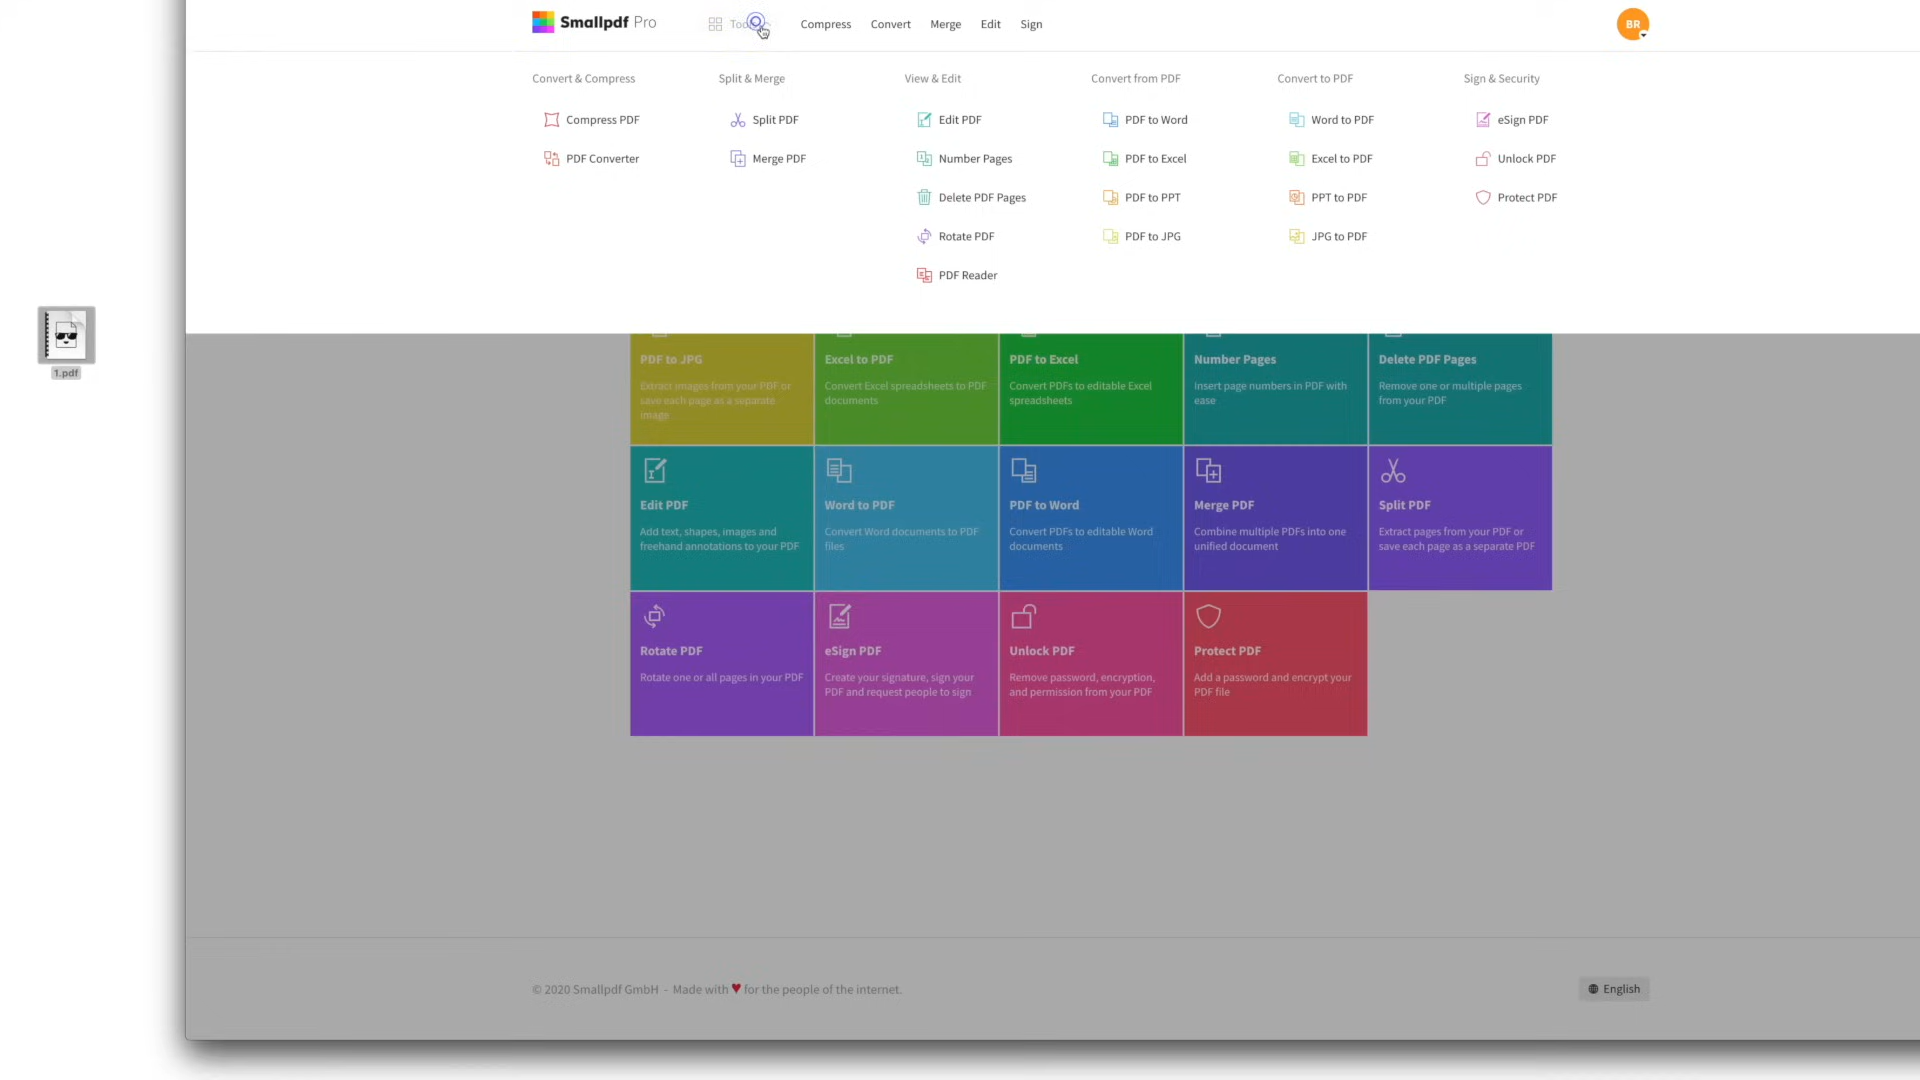 Smallpdf Pro
Compress
Convert
Merge
Edit
Sign
BR
Convert & Compress
Split & Merge
View & Edit
Convert from PDF
Convert to PDF
Sign & Security
Compress PDF
Split PDF
Edit PDF
PDF to Word
Word to PDF
eSign PDF
PDF Converter
Merge PDF
Number Pages
PDF to Excel
Excel to PDF
Unlock PDF
Delete PDF Pages
PDF to PPT
PPT to PDF
Protect PDF
Rotate PDF
PDF to JPG
JPG to PDF
PDF Reader
1.pdf
PDF to JPG
Extract images from your PDF or
save each page as a separate
image
Excel to PDF
Convert Excel spreadsheets to PDF
documents
PDF to Excel
Convert PDFs to editable Excel
spreadsheets
Number Pages
Insert page numbers in PDF with
ease
Delete PDF Pages
Remove one or multiple pages
from your PDF
Edit PDF
Add text, shapes, images and
freehand annotations to your PDF
Word to PDF
Convert Word documents to PDF
files
PDF to Word
Convert PDFs to editable Word
documents
Merge PDF
Combine multiple PDFs into one
unified document
Split PDF
Extract pages from your PDF or
save each page as a separate PDF
Rotate PDF
Rotate one or all pages in your PDF
eSign PDF
Create your signature, sign your
PDF and request people to sign
Unlock PDF
Remove password, encryption,
and permission from your PDF
Protect PDF
Add a password and encrypt your
PDF file
© 2020 Smallpdf GmbH - Made with ♥ for the people of the internet.
English